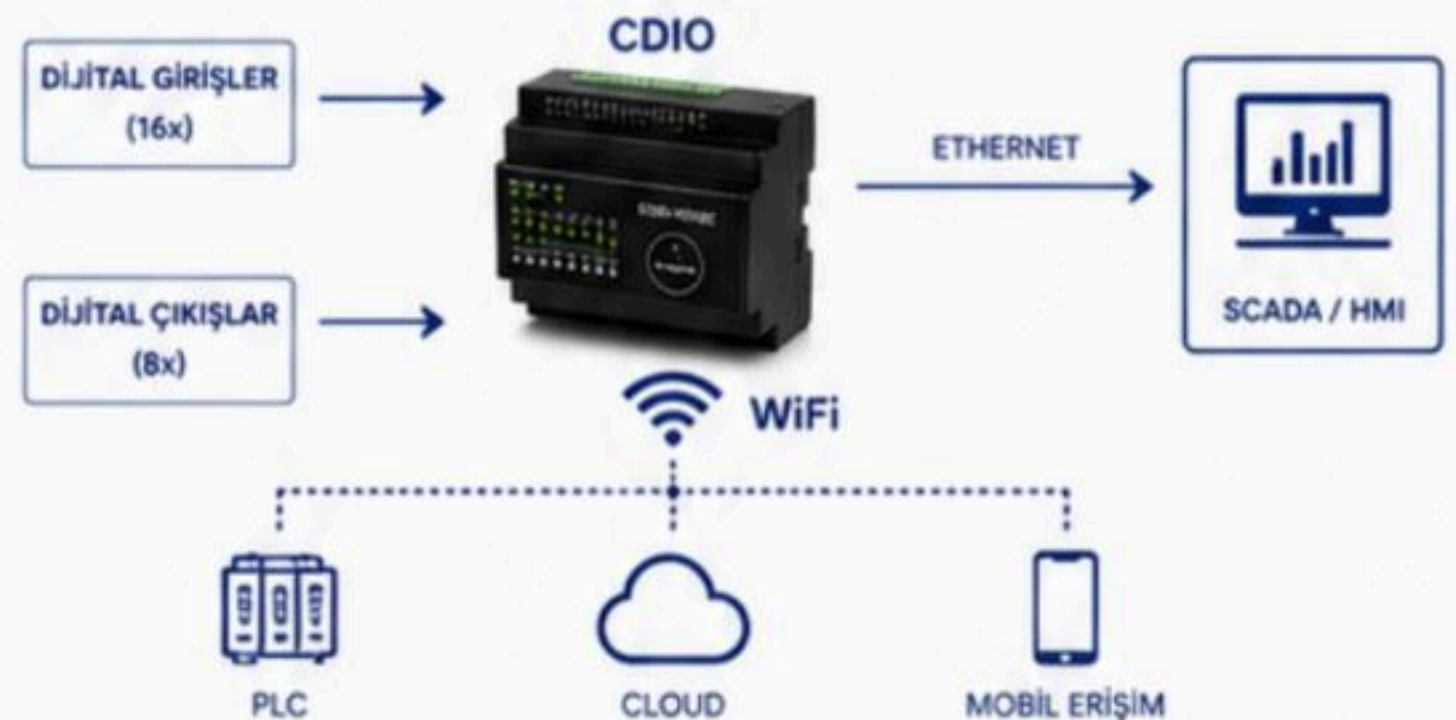 CDIO
DİJİTAL GİRİŞLER
(16x)
ETHERNET
SCADA / HMI
DİJİTAL ÇIKIŞLAR
(8x)
WiFi
PLC
CLOUD
MOBİL ERİŞİM